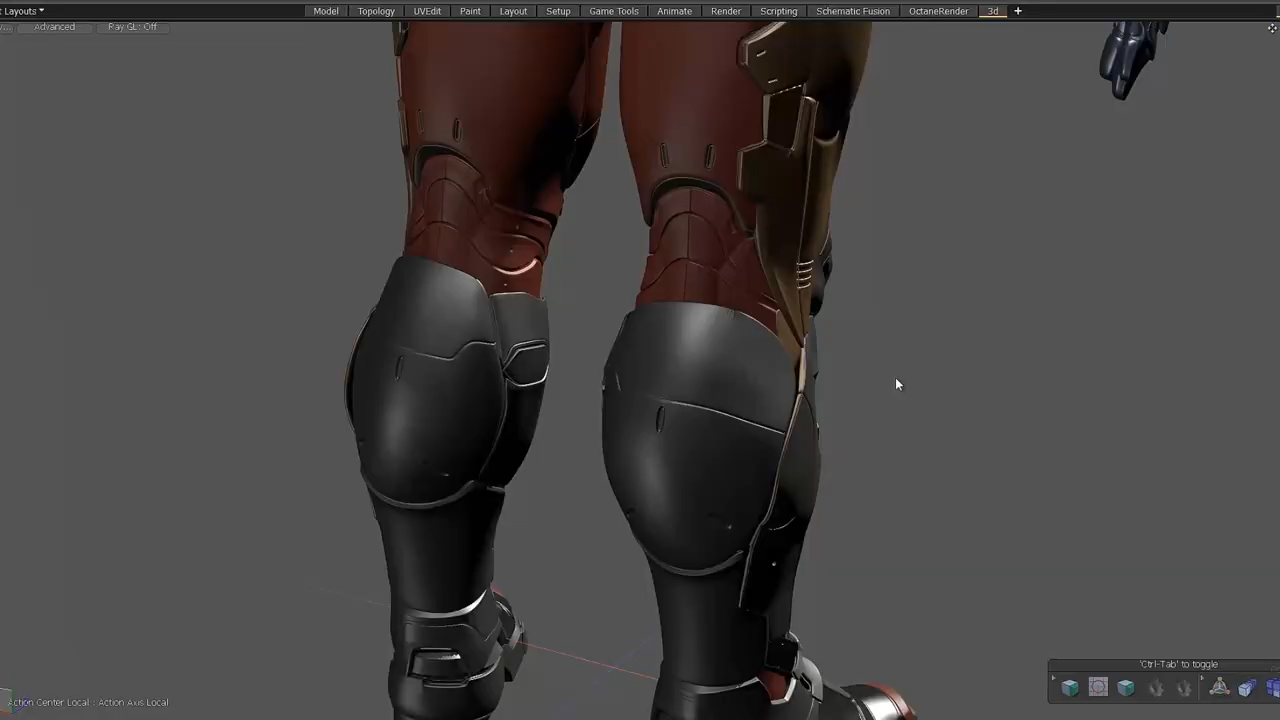 t Layouts Model Topology UVEdit Paint Layout Setup Game Tools Animate Render Scripting Schematic Fusion OctaneRender 3d +
Advanced Ray GL: Off
'Ctrl-Tab' to toggle
Action Center Local : Action Axis Local